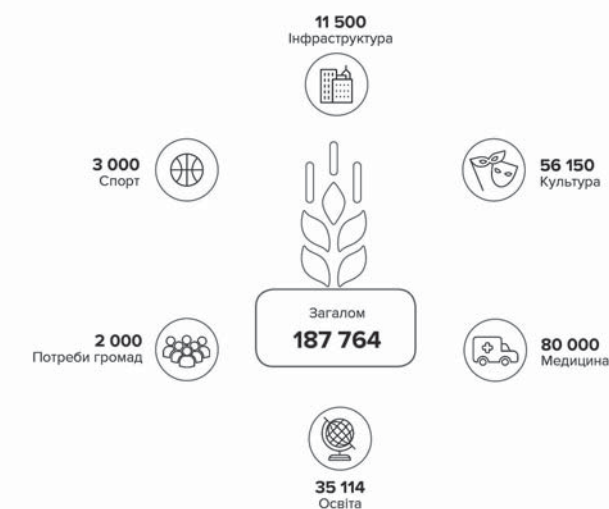 11 500
Інфраструктура
3 000
Спорт
56 150
Культура
Загалом
187 764
2 000
Потреби громад
80 000
Медицина
35 114
Освіта